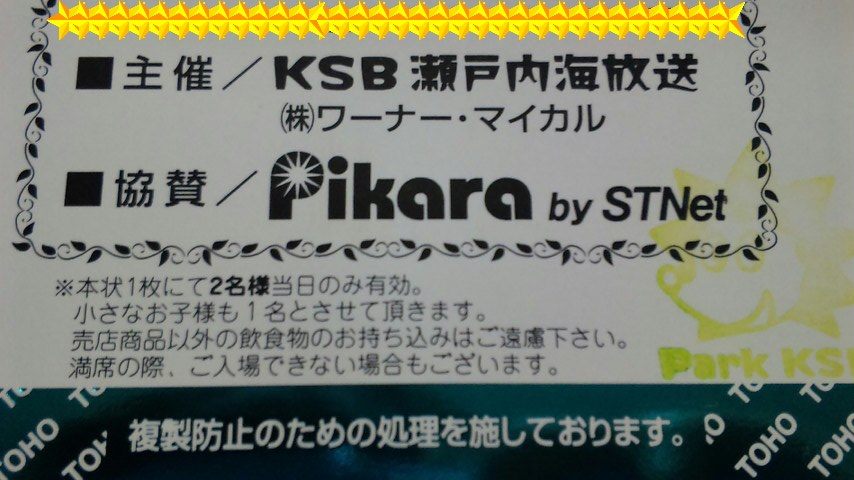 ■主催／KSB瀬戸内海放送
㈱ワーナー・マイカル
■協賛／Pikara by STNet
※本状1枚にて2名様当日のみ有効。
小さなお子様も1名とさせて頂きます。
売店商品以外の飲食物のお持ち込みはご遠慮下さい。
満席の際、ご入場できない場合もございます。
Park KSB
複製防止のための処理を施しております。
TOHO TOHO TOHO TOHO TOHO